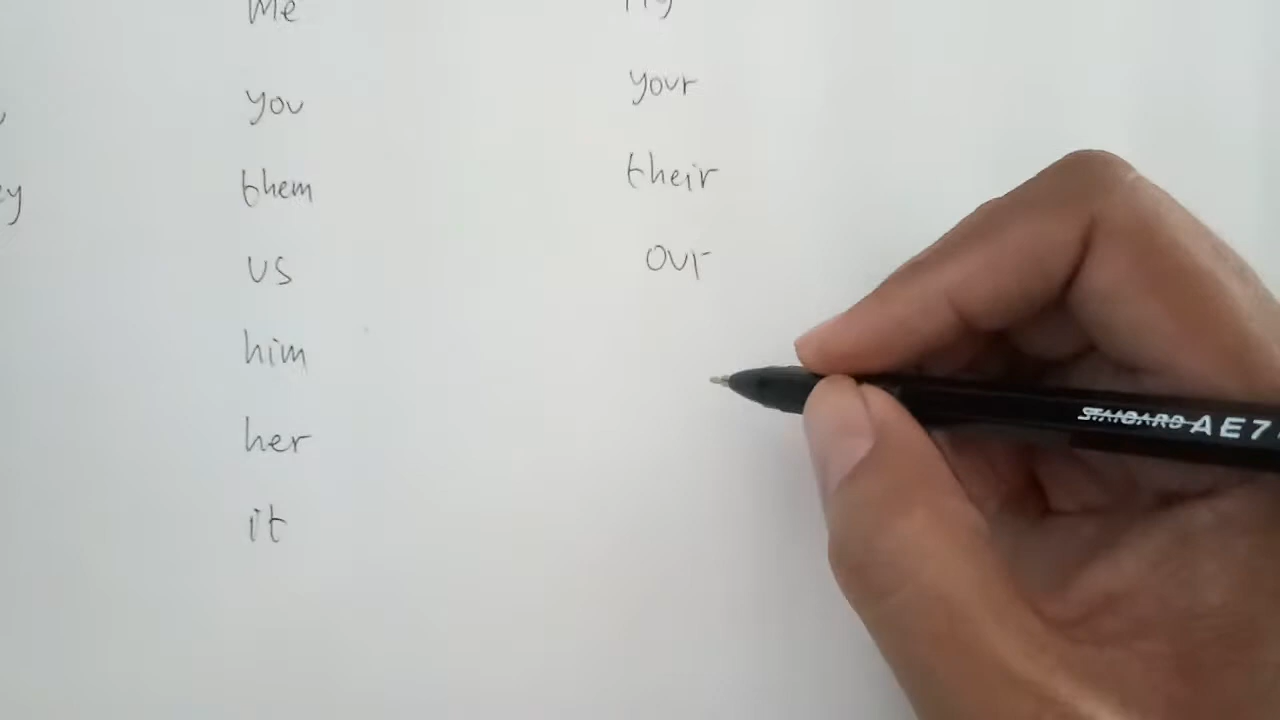 Me
you your
them their
us our
him
her
it
STANDARD AE7